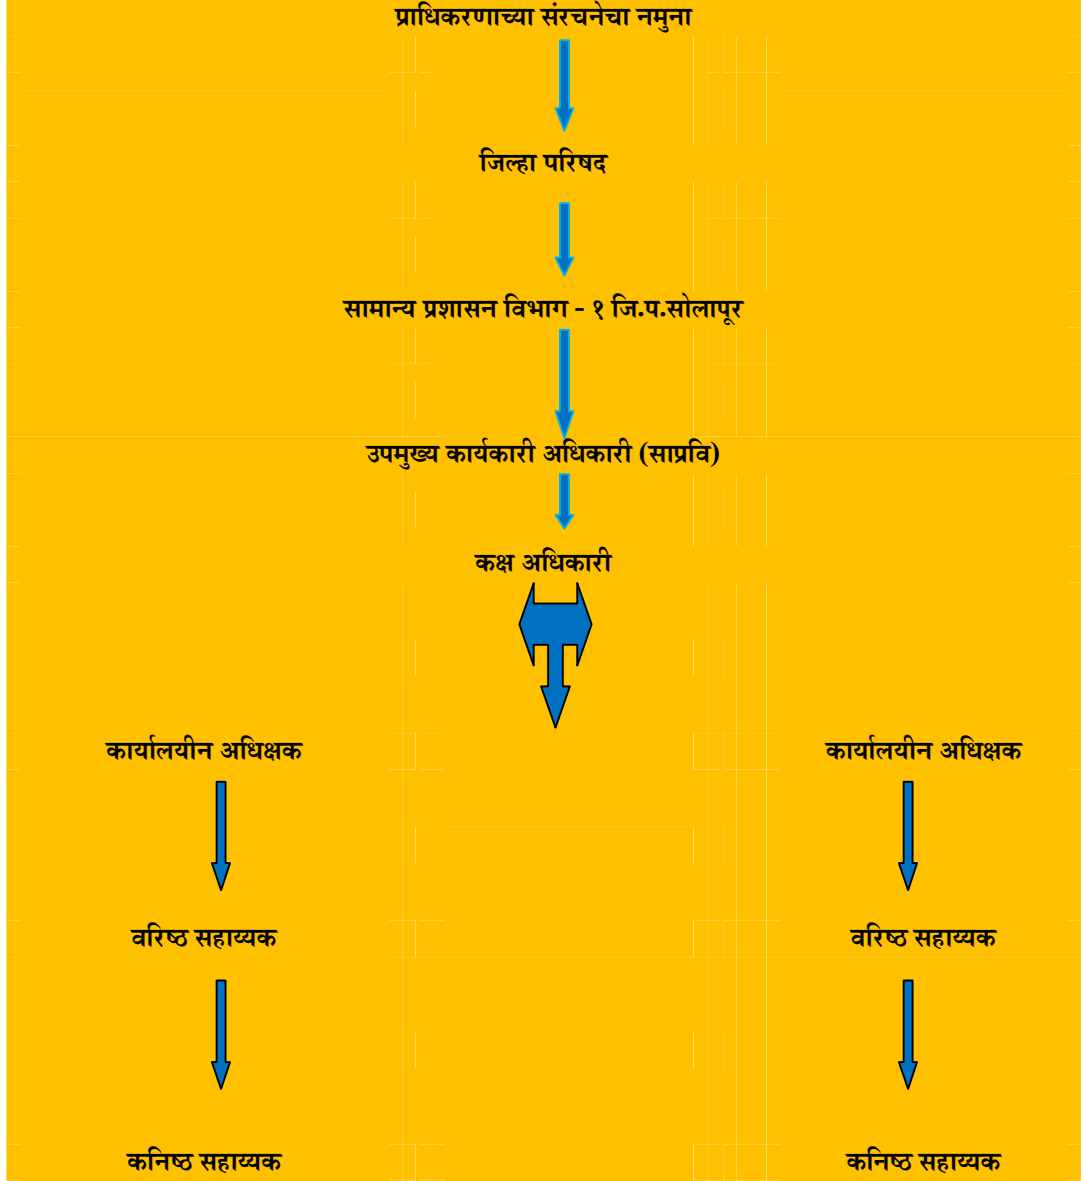 प्राधिकरणाच्या संरचनेचा नमुना
जिल्हा परिषद
सामान्य प्रशासन विभाग - १ जि.प.सोलापूर
उपमुख्य कार्यकारी अधिकारी (साप्रवि)
कक्ष अधिकारी
कार्यालयीन अधिक्षक
कार्यालयीन अधिक्षक
वरिष्ठ सहाय्यक
वरिष्ठ सहाय्यक
कनिष्ठ सहाय्यक
कनिष्ठ सहाय्यक